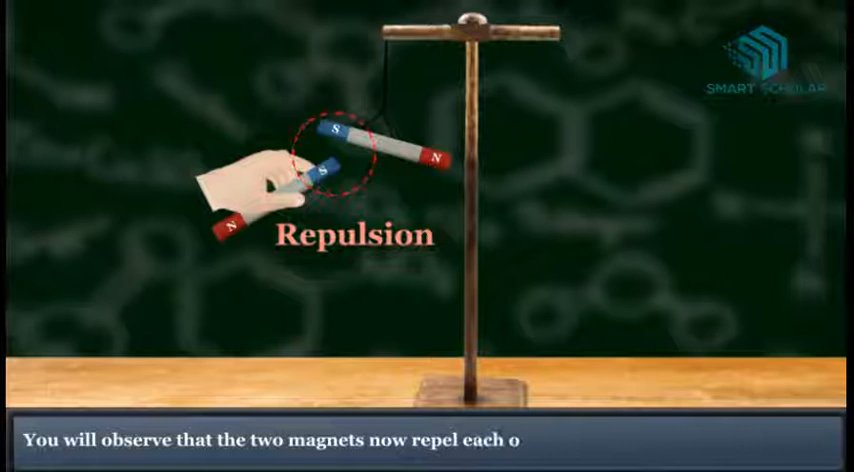 SMART SCHOLAR
S
N
S
N
Repulsion
You will observe that the two magnets now repel each o